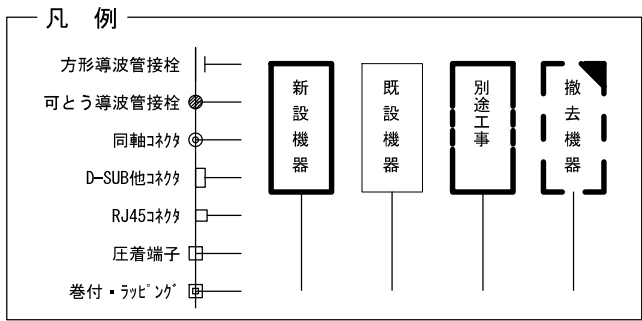 凡 例
方形導波管接栓
可とう導波管接栓
同軸ｺﾈｸﾀ
D-SUB他ｺﾈｸﾀ
RJ45ｺﾈｸﾀ
圧着端子
巻付・ﾗｯﾋﾟﾝｸﾞ
新設機器
既設機器
別途工事
撤去機器